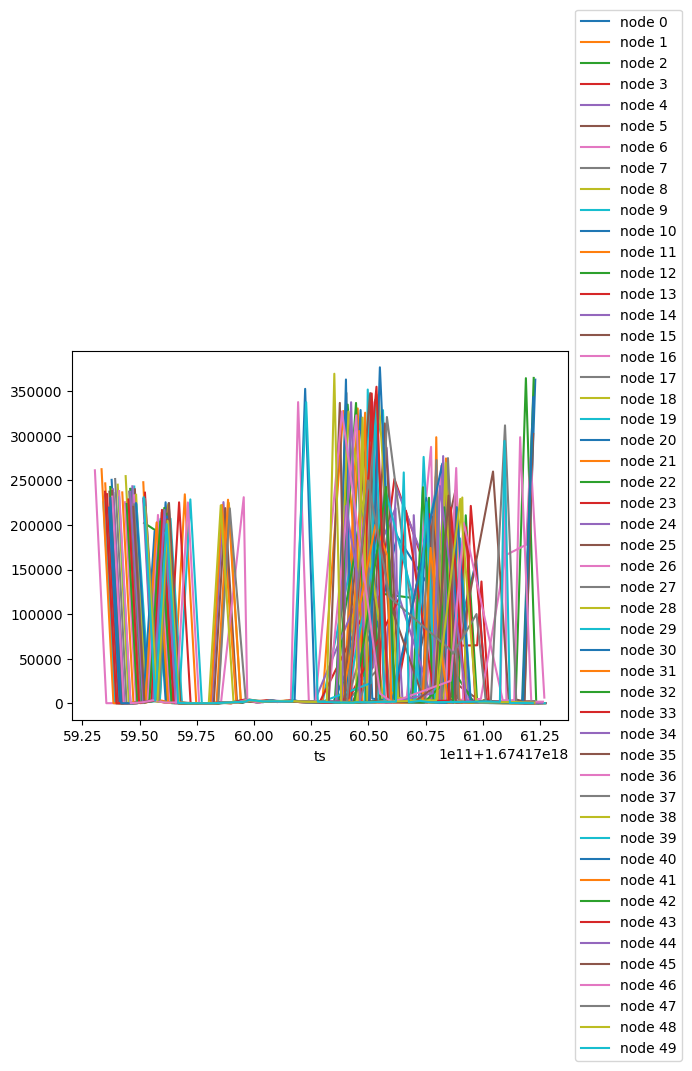 350000
300000
250000
200000
150000
100000
50000
0
59.25 59.50 59.75 60.00 60.25 60.50 60.75 61.00 61.25
1e11+1.67417e18
ts
node 0
node 1
node 2
node 3
node 4
node 5
node 6
node 7
node 8
node 9
node 10
node 11
node 12
node 13
node 14
node 15
node 16
node 17
node 18
node 19
node 20
node 21
node 22
node 23
node 24
node 25
node 26
node 27
node 28
node 29
node 30
node 31
node 32
node 33
node 34
node 35
node 36
node 37
node 38
node 39
node 40
node 41
node 42
node 43
node 44
node 45
node 46
node 47
node 48
node 49